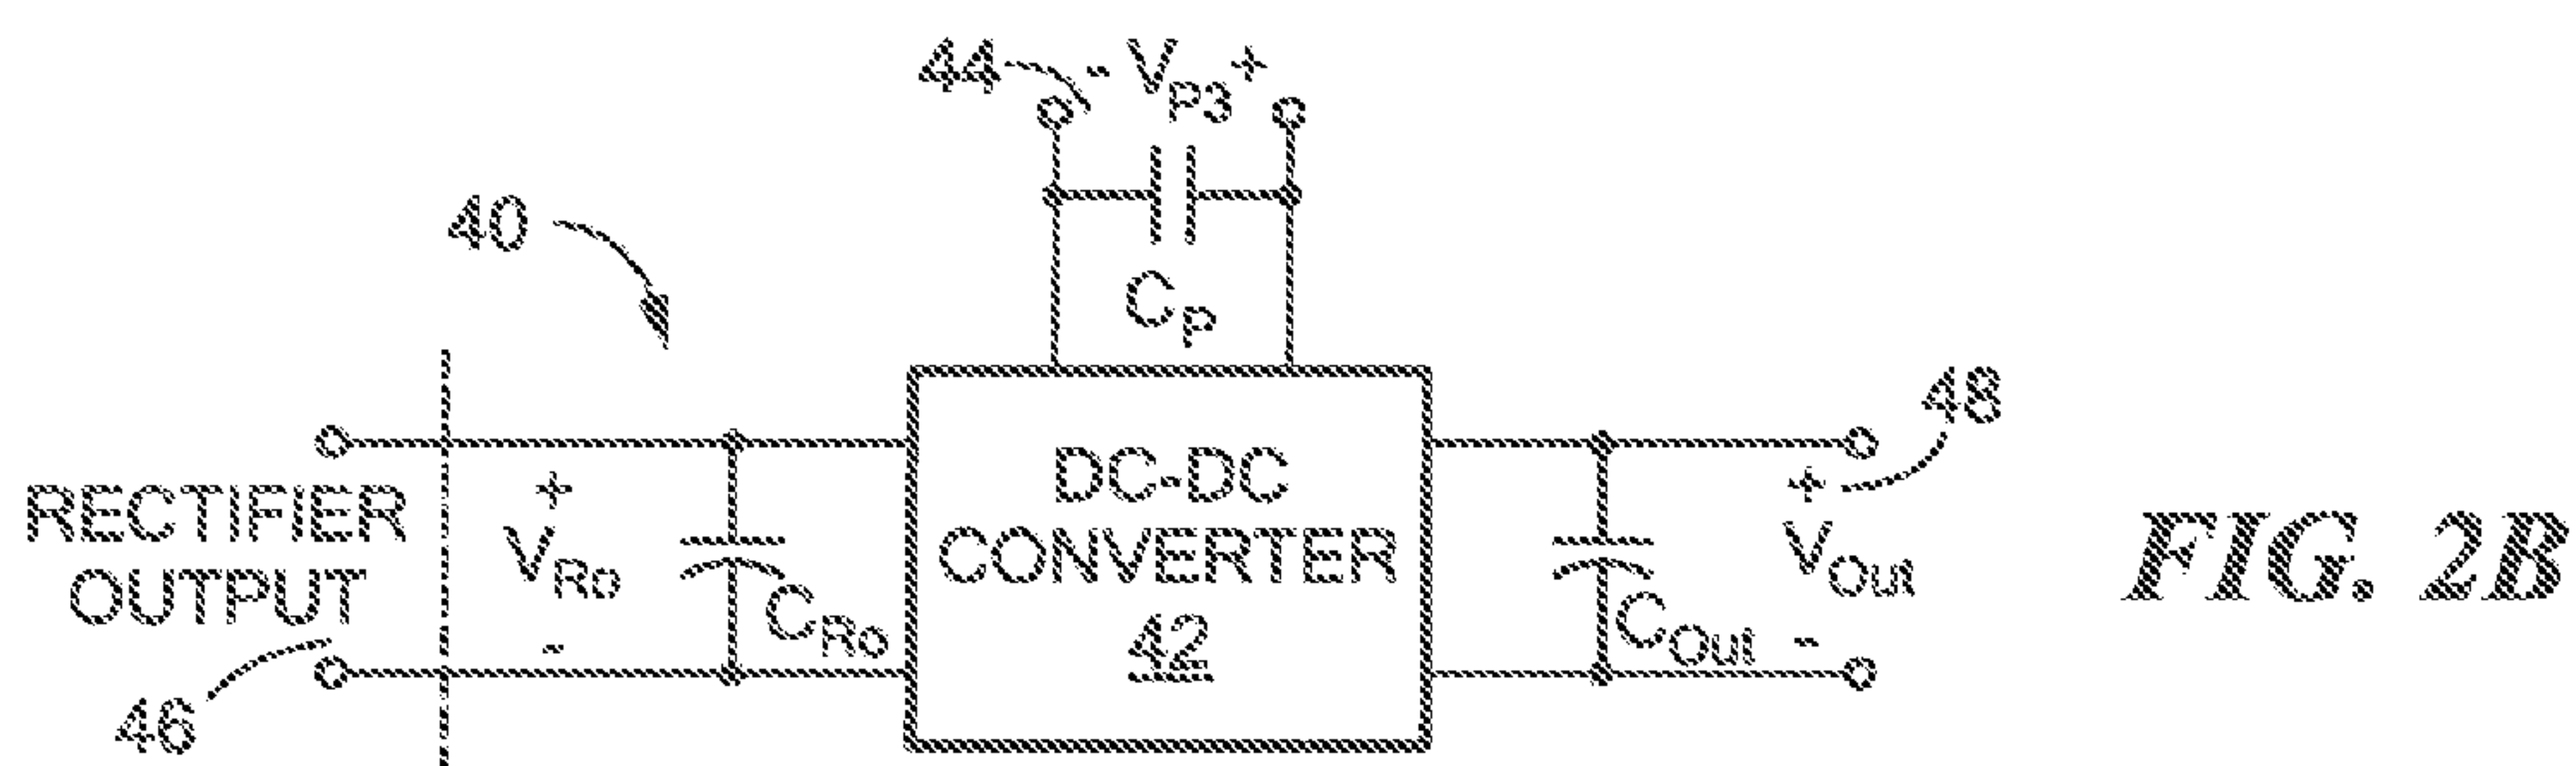 44 - V_P3 +
40
C_P
48
RECTIFIER
OUTPUT
46
+
V_Ro
-
C_Ro
DC-DC
CONVERTER
42
C_Out
+
V_Out
-
FIG. 2B